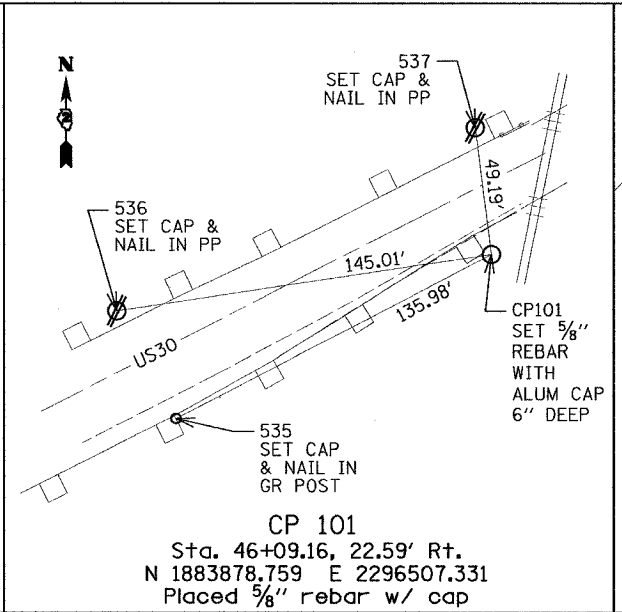 N
537
SET CAP &
NAIL IN PP
536
SET CAP &
NAIL IN PP
49.19'
145.01'
135.98'
US30
CP101
SET 5/8"
REBAR
WITH
ALUM CAP
6" DEEP
535
SET CAP
& NAIL IN
GR POST
CP 101
Sta. 46+09.16, 22.59' Rt.
N 1883878.759 E 2296507.331
Placed 5/8" rebar w/ cap